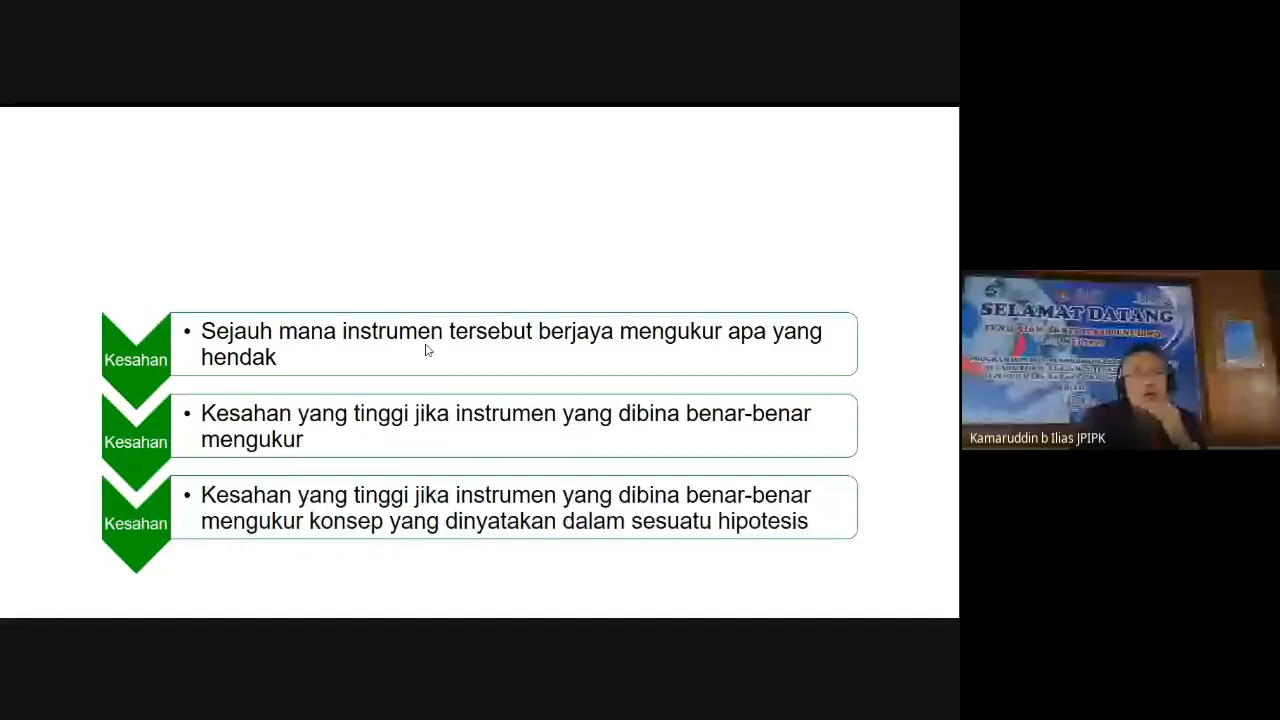 Kesahan
• Sejauh mana instrumen tersebut berjaya mengukur apa yang
hendak
Kesahan
• Kesahan yang tinggi jika instrumen yang dibina benar-benar
mengukur
Kesahan
• Kesahan yang tinggi jika instrumen yang dibina benar-benar
mengukur konsep yang dinyatakan dalam sesuatu hipotesis
SELAMAT DATANG
Kamaruddin b Ilias JPIPK